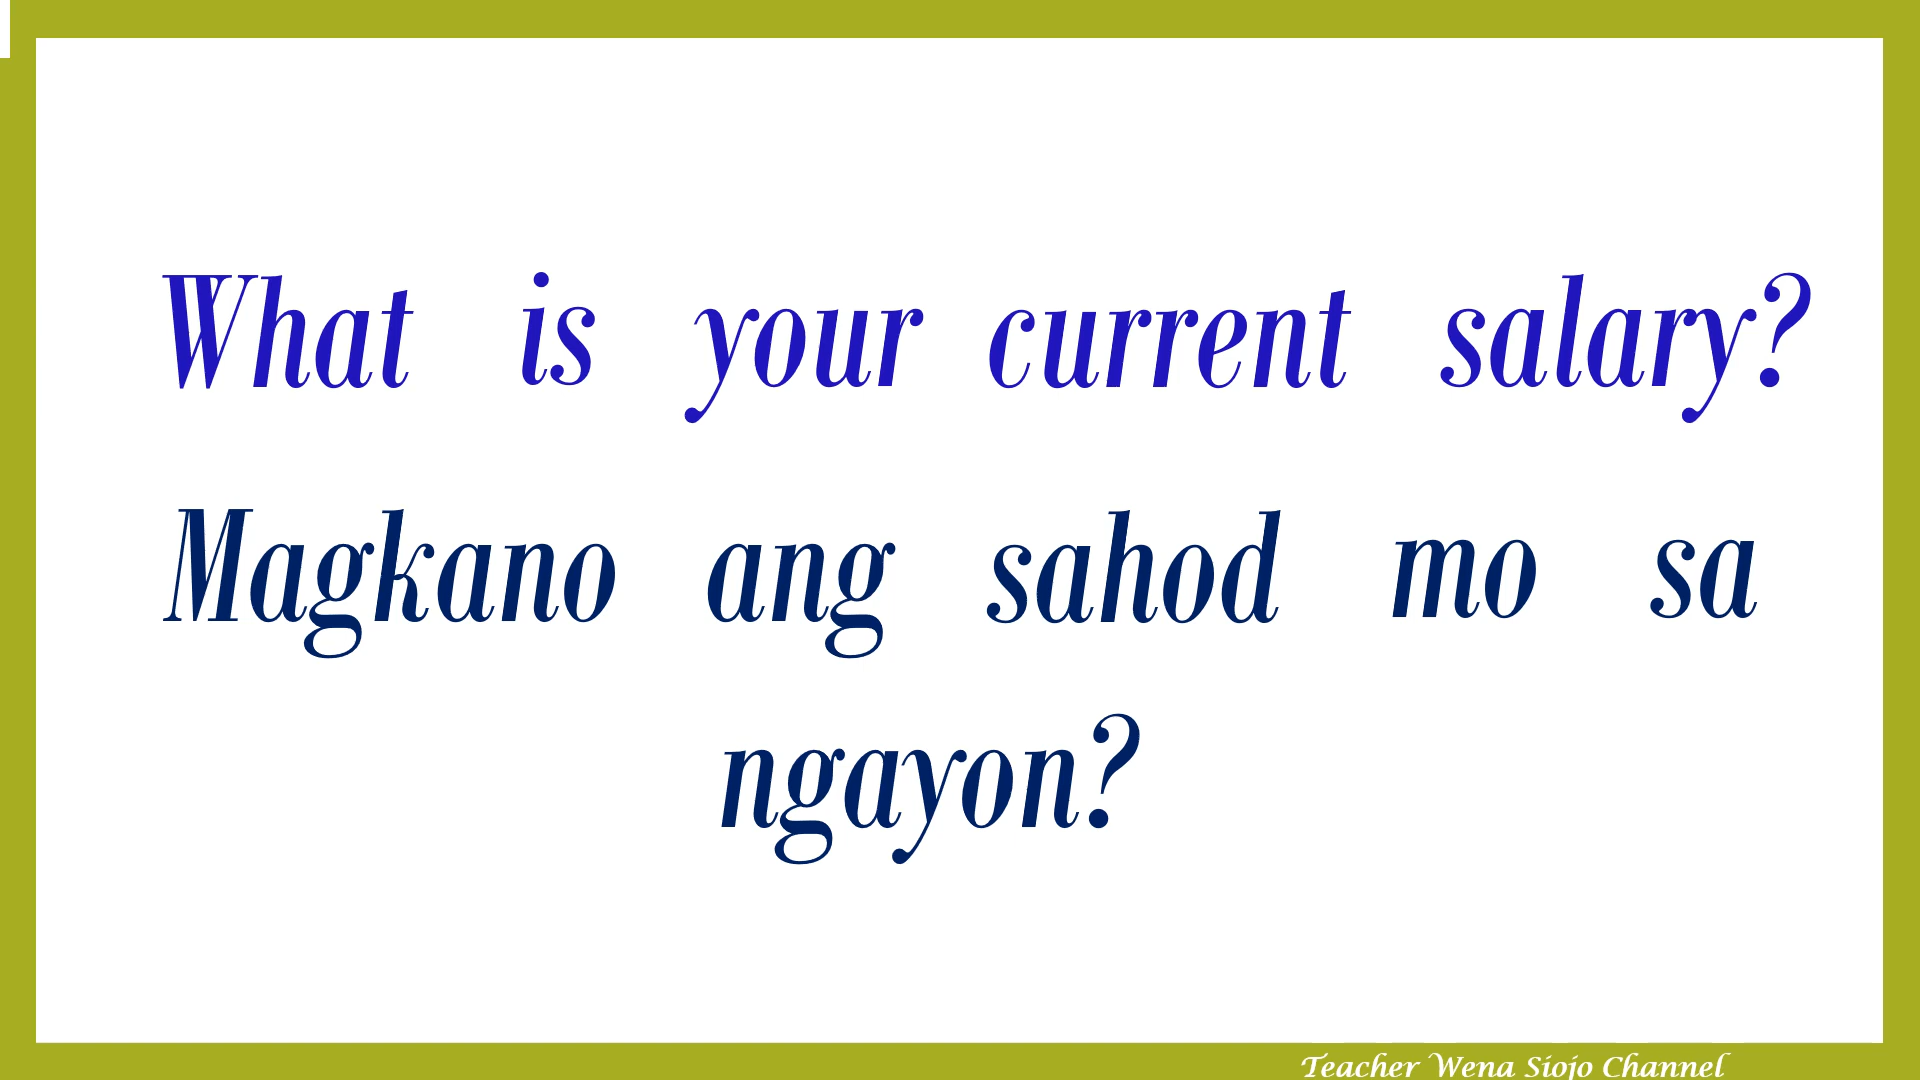 What is your current salary?
Magkano ang sahod mo sa
ngayon?
Teacher Wena Siojo Channel